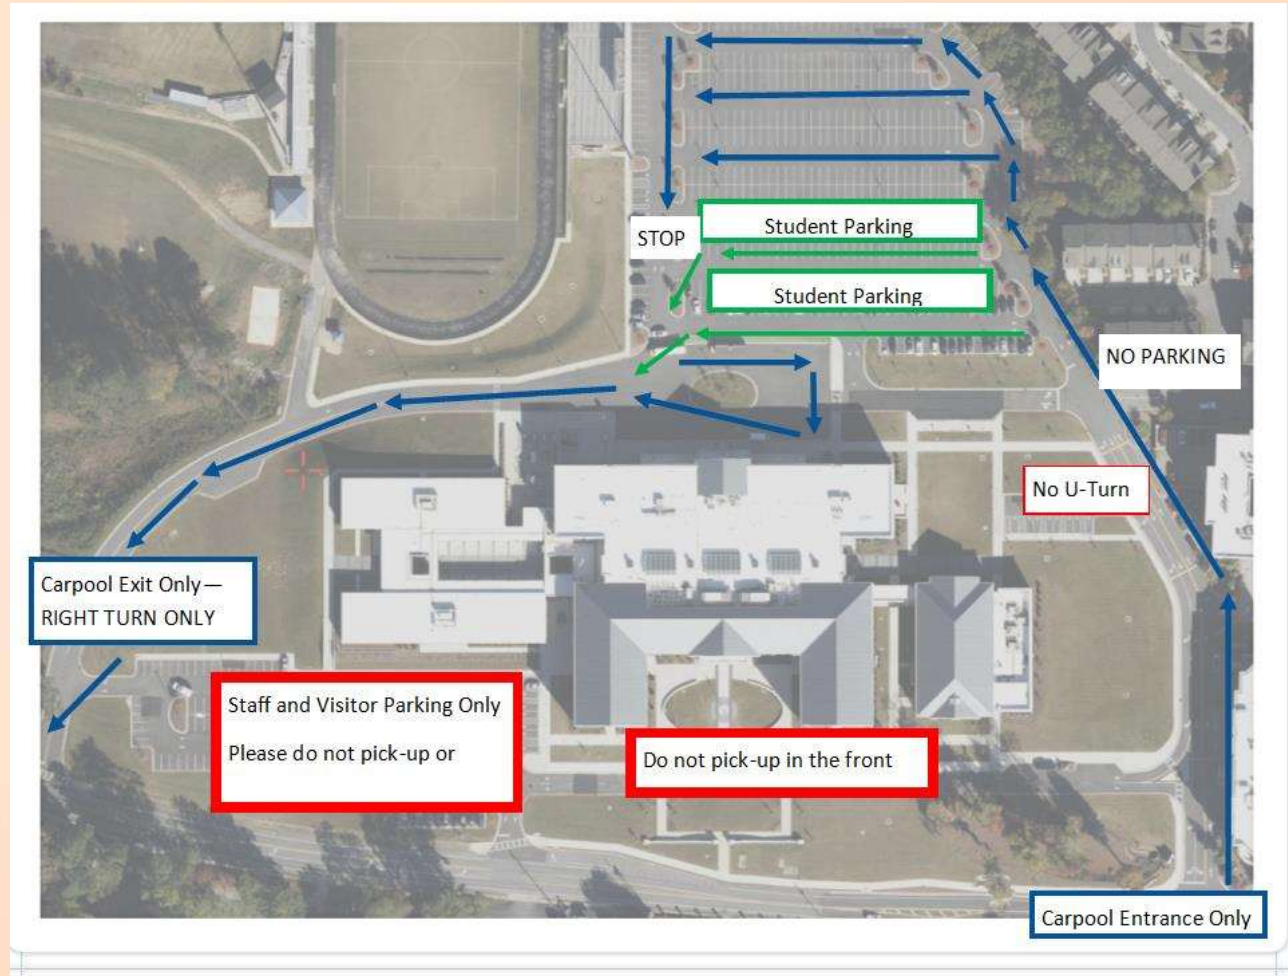 STOP
Student Parking
Student Parking
NO PARKING
No U-Turn
Carpool Exit Only—
RIGHT TURN ONLY
Staff and Visitor Parking Only
Please do not pick-up or
Do not pick-up in the front
Carpool Entrance Only